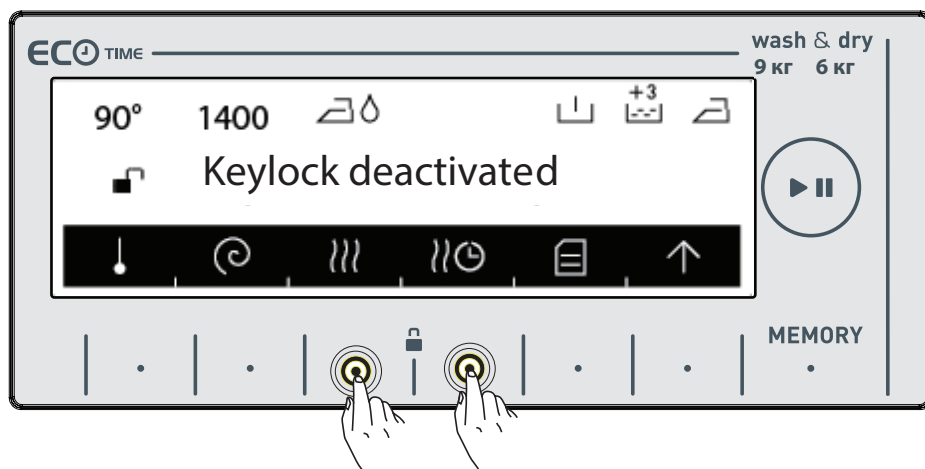 ECO TIME
wash & dry
9 кг 6 кг
90° 1400
+3
Keylock deactivated
MEMORY